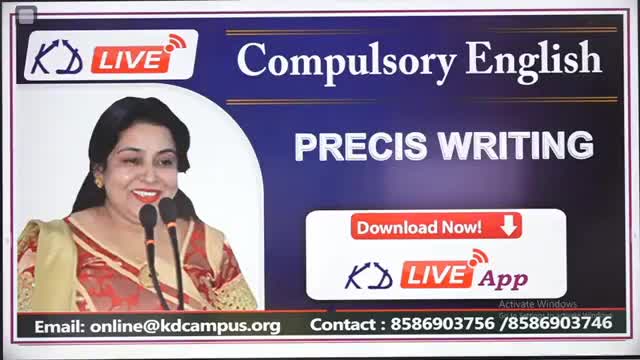 KD LIVE
Compulsory English
PRECIS WRITING
Download Now!
KD LIVE App
Activate Windows
Email: online@kdcampus.org
Contact : 8586903756 /8586903746